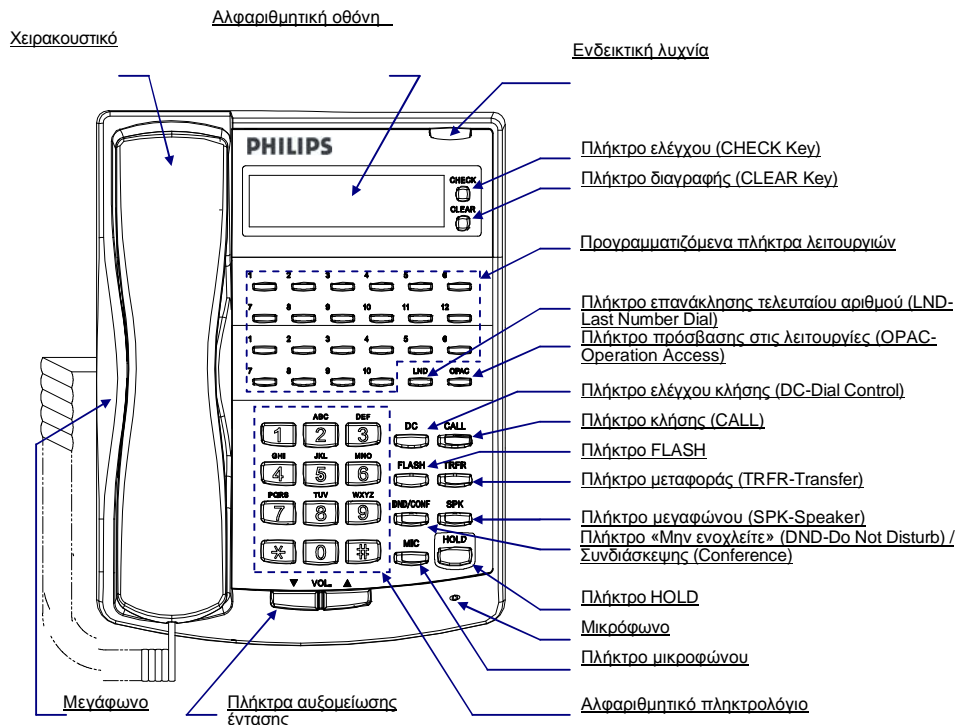 Αλφαριθμητική οθόνη
Χειρακουστικό
Ενδεικτική λυχνία
PHILIPS
CHECK
Πλήκτρο ελέγχου (CHECK Key)
CLEAR
Πλήκτρο διαγραφής (CLEAR Key)
Προγραμματιζόμενα πλήκτρα λειτουργιών
1 2 3 4 5 6
7 8 9 10 11 12
1 2 3 4 5 6
7 8 9 10 LND OPAC
Πλήκτρο επανάκλησης τελευταίου αριθμού (LND-
Last Number Dial)
Πλήκτρο πρόσβασης στις λειτουργίες (OPAC-
Operation Access)
Πλήκτρο ελέγχου κλήσης (DC-Dial Control)
Πλήκτρο κλήσης (CALL)
Πλήκτρο FLASH
Πλήκτρο μεταφοράς (TRFR-Transfer)
Πλήκτρο μεγαφώνου (SPK-Speaker)
Πλήκτρο «Μην ενοχλείτε» (DND-Do Not Disturb) /
Συνδιάσκεψης (Conference)
Πλήκτρο HOLD
Μικρόφωνο
Πλήκτρο μικροφώνου
Αλφαριθμητικό πληκτρολόγιο
ABC DEF
1 2 3
DC CALL
GHI JKL MNO
4 5 6
FLASH TRFR
PQRS TUV WXYZ
7 8 9
DND/CONF SPK
* 0 #
MIC HOLD
▼ VOL. ▲
Μεγάφωνο
Πλήκτρα αυξομείωσης
έντασης